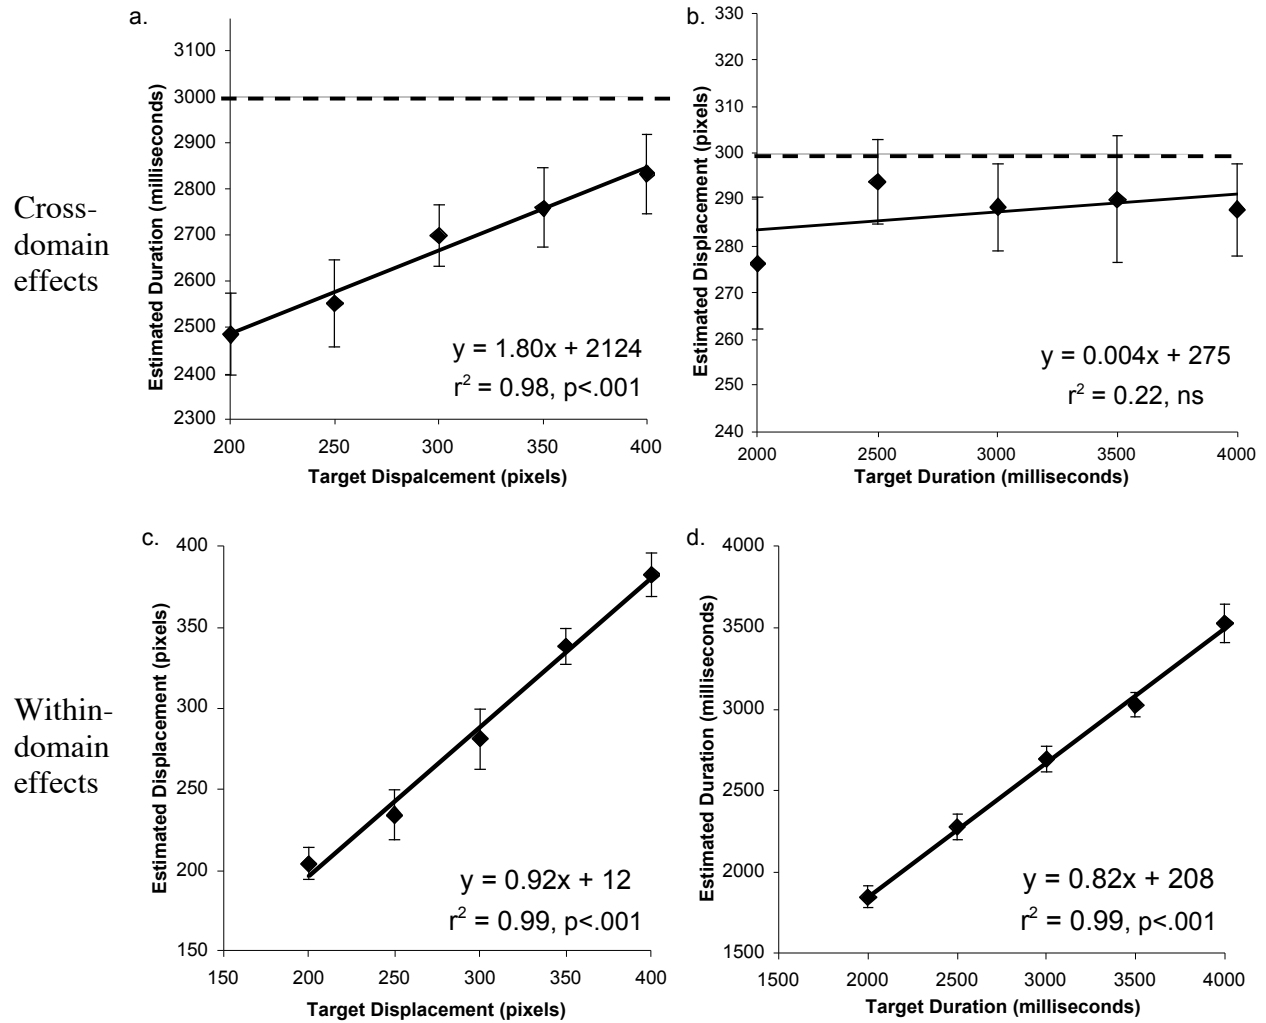 a.
3100
3000
2900
2800
2700
2600
2500
2400
2300
200 250 300 350 400
Estimated Duration (milliseconds)
Target Dispalcement (pixels)
y = 1.80x + 2124
r² = 0.98, p<.001
b.
330
320
310
300
290
280
270
260
250
240
2000 2500 3000 3500 4000
Estimated Displacement (pixels)
Target Duration (milliseconds)
y = 0.004x + 275
r² = 0.22, ns
Cross-
domain
effects
c.
400
350
300
250
200
150
150 200 250 300 350 400
Estimated Displacement (pixels)
Target Displacement (pixels)
y = 0.92x + 12
r² = 0.99, p<.001
d.
4000
3500
3000
2500
2000
1500
1500 2000 2500 3000 3500 4000
Estimated Duration (milliseconds)
Target Duration (milliseconds)
y = 0.82x + 208
r² = 0.99, p<.001
Within-
domain
effects